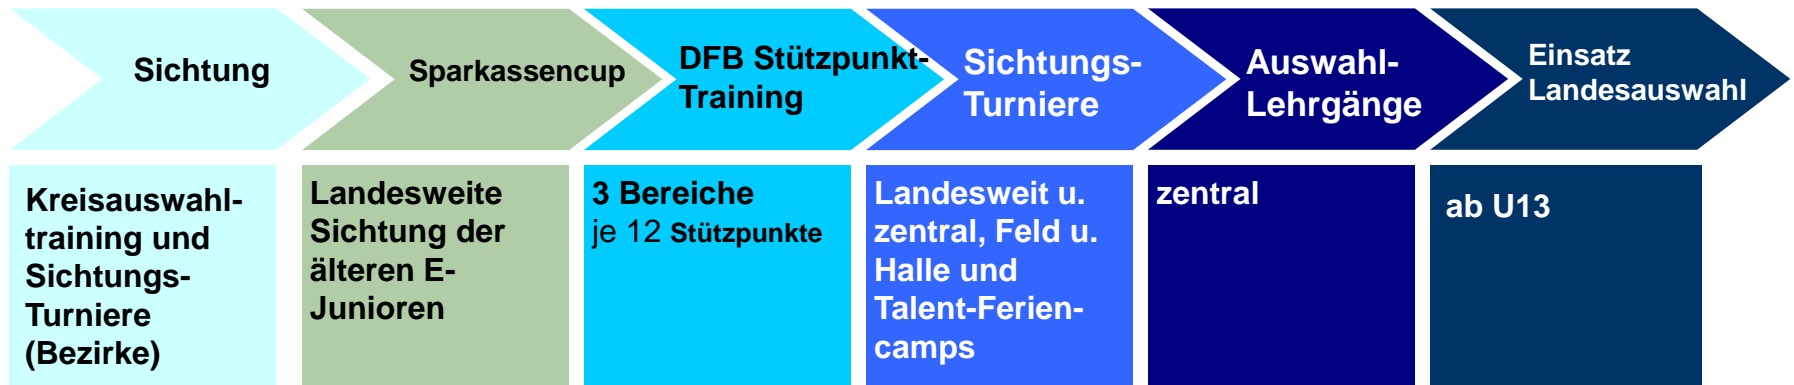 Sichtung
Sparkassencup
DFB Stützpunkt-
Training
Sichtungs-
Turniere
Auswahl-
Lehrgänge
Einsatz
Landesauswahl
Kreisauswahl-
training und
Sichtungs-
Turniere
(Bezirke)
Landesweite
Sichtung der
älteren E-
Junioren
3 Bereiche
je 12 Stützpunkte
Landesweit u.
zentral, Feld u.
Halle und
Talent-Ferien-
camps
zentral
ab U13